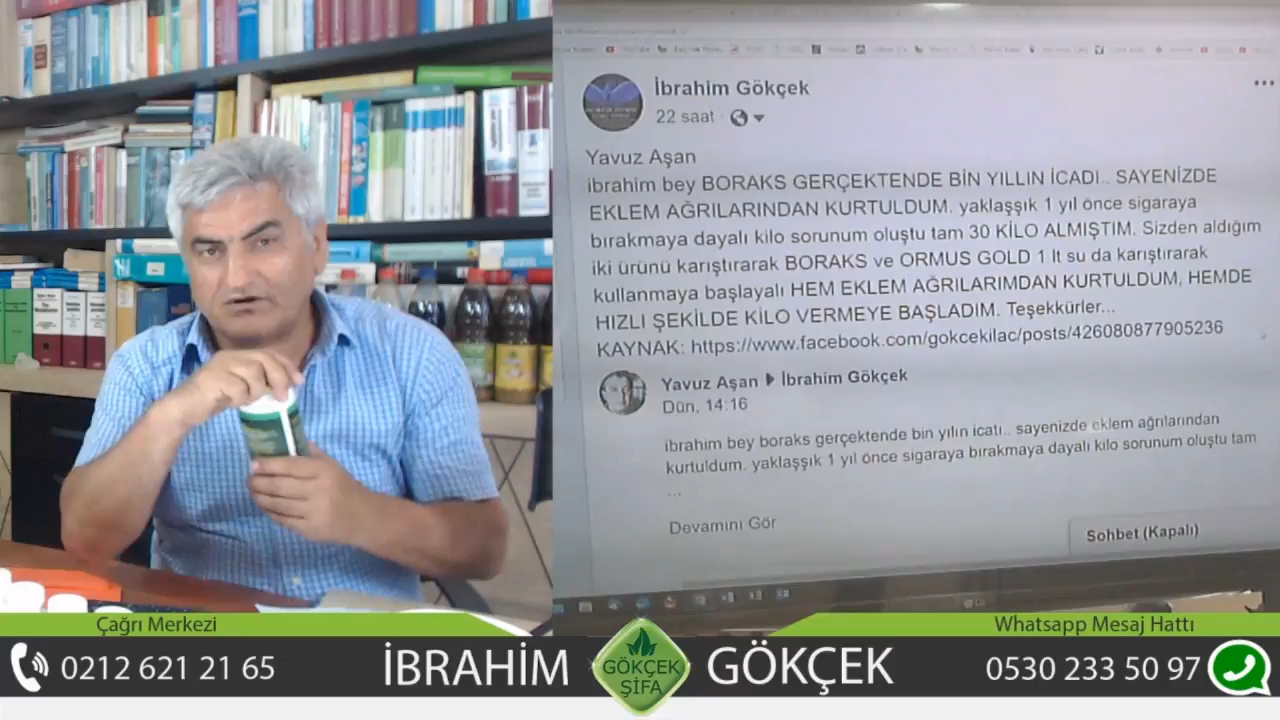 İbrahim Gökçek
22 saat
Yavuz Aşan
ibrahim bey BORAKS GERÇEKTENDE BİN YILLIN İCADI.. SAYENİZDE
EKLEM AĞRILARINDAN KURTULDUM. yaklaşşık 1 yıl önce sigaraya
bırakmaya dayalı kilo sorunum oluştu tam 30 KİLO ALMIŞTIM. Sizden aldığım
iki ürünü karıştırarak BORAKS ve ORMUS GOLD 1 lt su da karıştırarak
kullanmaya başlayalı HEM EKLEM AĞRILARIMDAN KURTULDUM, HEMDE
HIZLI ŞEKİLDE KİLO VERMEYE BAŞLADIM. Teşekkürler...
KAYNAK: https://www.facebook.com/gokcekilac/posts/426080877905236
Yavuz Aşan İbrahim Gökçek
Dün, 14:16
ibrahim bey boraks gerçektende bin yılın icatı.. sayenizde eklem ağrılarından
kurtuldum. yaklaşşık 1 yıl önce sigaraya bırakmaya dayalı kilo sorunum oluştu tam
...
Devamını Gör
Sohbet (Kapalı)
Çağrı Merkezi
Whatsapp Mesaj Hattı
0212 621 21 65
İBRAHİM
GÖKÇEK
ŞİFA
GÖKÇEK
0530 233 50 97